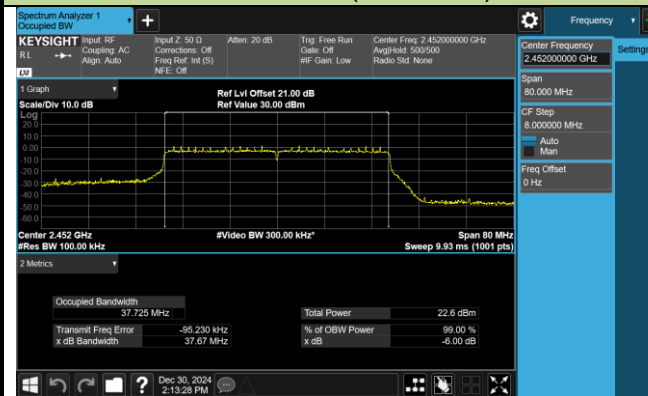 Spectrum Analyzer 1
Occupied BW
Frequency
KEYSIGHT
RL
LXI
Input: RF
Coupling: AC
Align: Auto
Input Z: 50 Ω
Corrections: Off
Freq Ref: Int (S)
NFE: Off
Atten: 20 dB
Trig: Free Run
Gate: Off
#IF Gain: Low
Center Freq: 2.452000000 GHz
Avg|Hold: 500/500
Radio Std: None
Center Frequency
2.452000000 GHz
Settings
Span
80.000 MHz
CF Step
8.000000 MHz
Auto
Man
Freq Offset
0 Hz
1 Graph
Scale/Div 10.0 dB
Ref Lvl Offset 21.00 dB
Ref Value 30.00 dBm
Log
20.0
10.0
0.00
-10.0
-20.0
-30.0
-40.0
-50.0
-60.0
Center 2.452 GHz
#Res BW 100.00 kHz
#Video BW 300.00 kHz*
Span 80 MHz
Sweep 9.93 ms (1001 pts)
2 Metrics
Occupied Bandwidth
37.725 MHz
Total Power 22.6 dBm
Transmit Freq Error -95.230 kHz
% of OBW Power 99.00 %
x dB Bandwidth 37.67 MHz
x dB -6.00 dB
Dec 30, 2024
2:13:28 PM